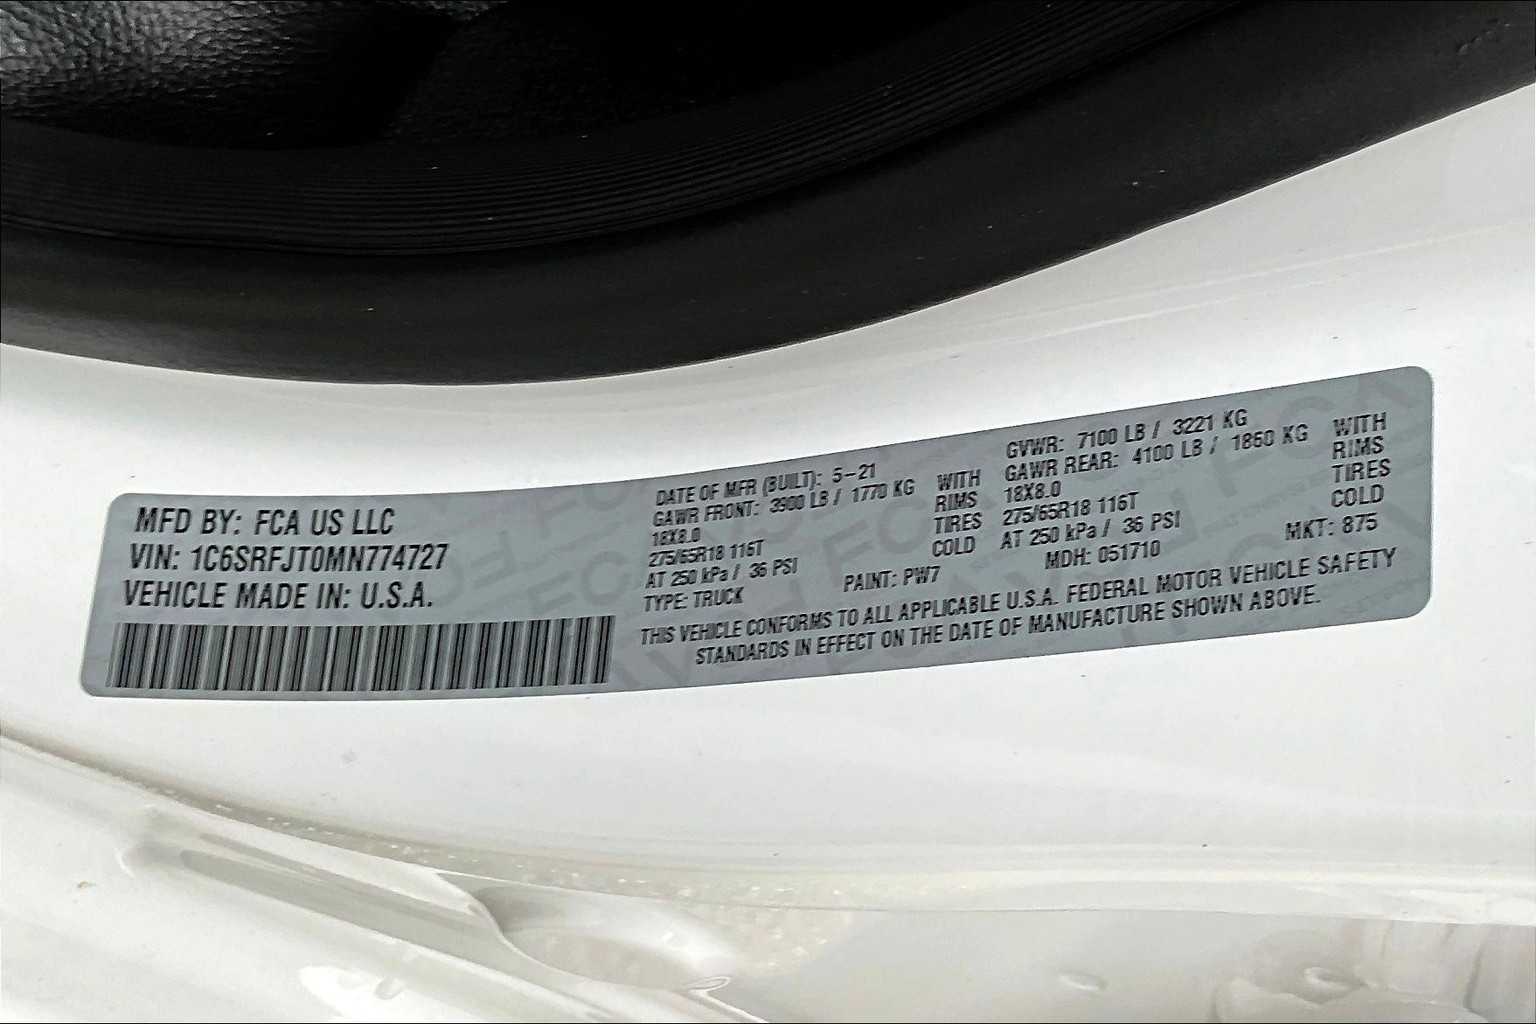 MFD BY: FCA US LLC
VIN: 1C6SRFJT0MN774727
VEHICLE MADE IN: U.S.A.
DATE OF MFR (BUILT): 5-21
GAWR FRONT: 3900 LB / 1770 KG WITH
18X8.0 RIMS
275/65R18 116T TIRES
AT 250 kPa / 36 PSI COLD
TYPE: TRUCK PAINT: PW7
GVWR: 7100 LB / 3221 KG
GAWR REAR: 4100 LB / 1860 KG WITH
18X8.0 RIMS
275/65R18 116T TIRES
AT 250 kPa / 36 PSI COLD
MDH: 051710 MKT: 875
THIS VEHICLE CONFORMS TO ALL APPLICABLE U.S.A. FEDERAL MOTOR VEHICLE SAFETY
STANDARDS IN EFFECT ON THE DATE OF MANUFACTURE SHOWN ABOVE.